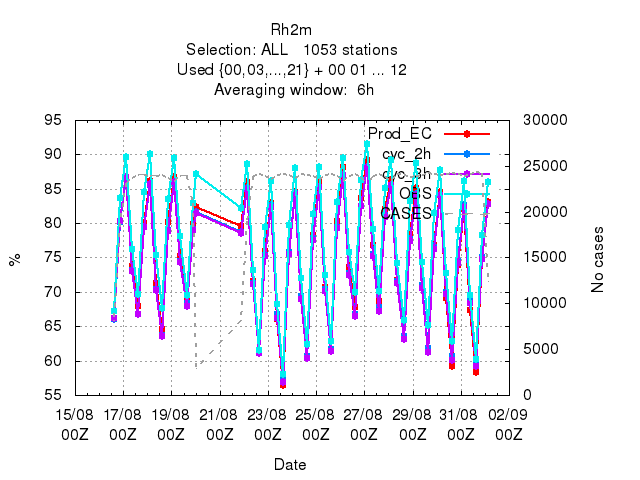 Rh2m
Selection: ALL 1053 stations
Used {00,03,...,21} + 00 01 ... 12
Averaging window: 6h
95 30000
Prod_EC
cyc_2h
90 25000
cyc_3h
85 OBS
80 CASES 20000
75 15000
70 10000
65
60 5000
55 0
%
No cases
15/08 17/08 19/08 21/08 23/08 25/08 27/08 29/08 31/08 02/09
00Z 00Z 00Z 00Z 00Z 00Z 00Z 00Z 00Z 00Z
Date